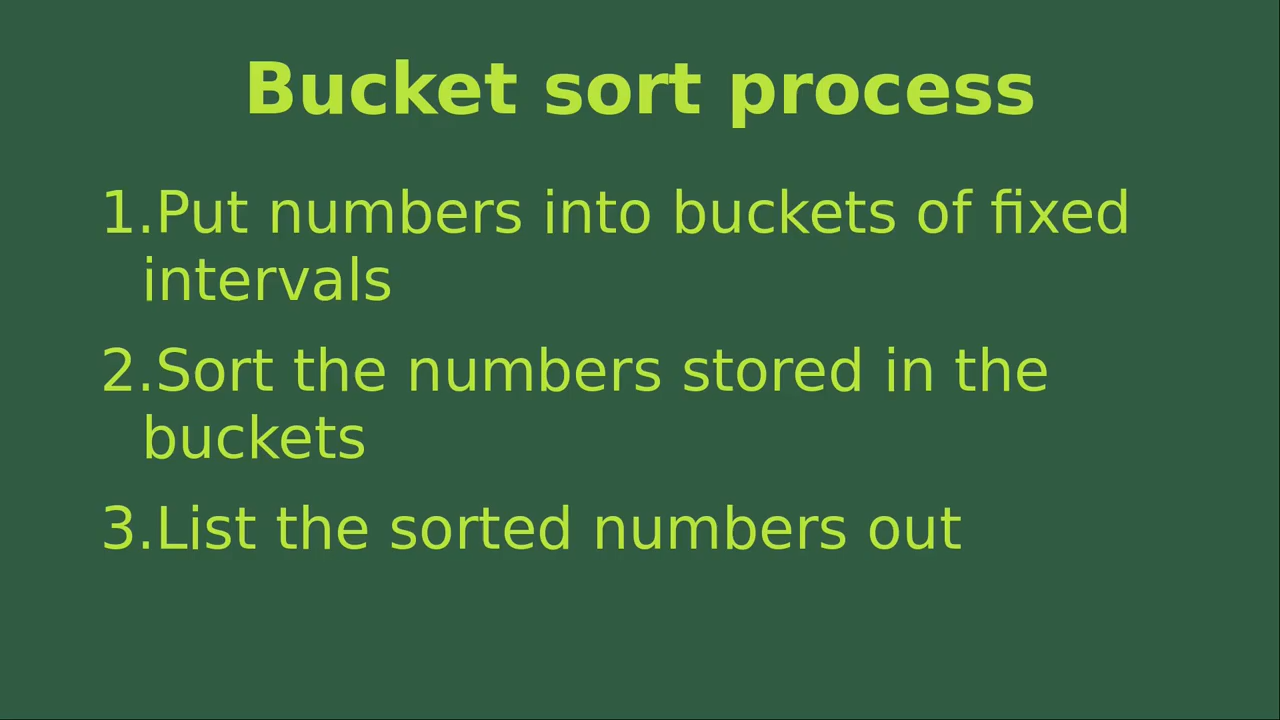 Bucket sort process
1.Put numbers into buckets of fixed
intervals
2.Sort the numbers stored in the
buckets
3.List the sorted numbers out